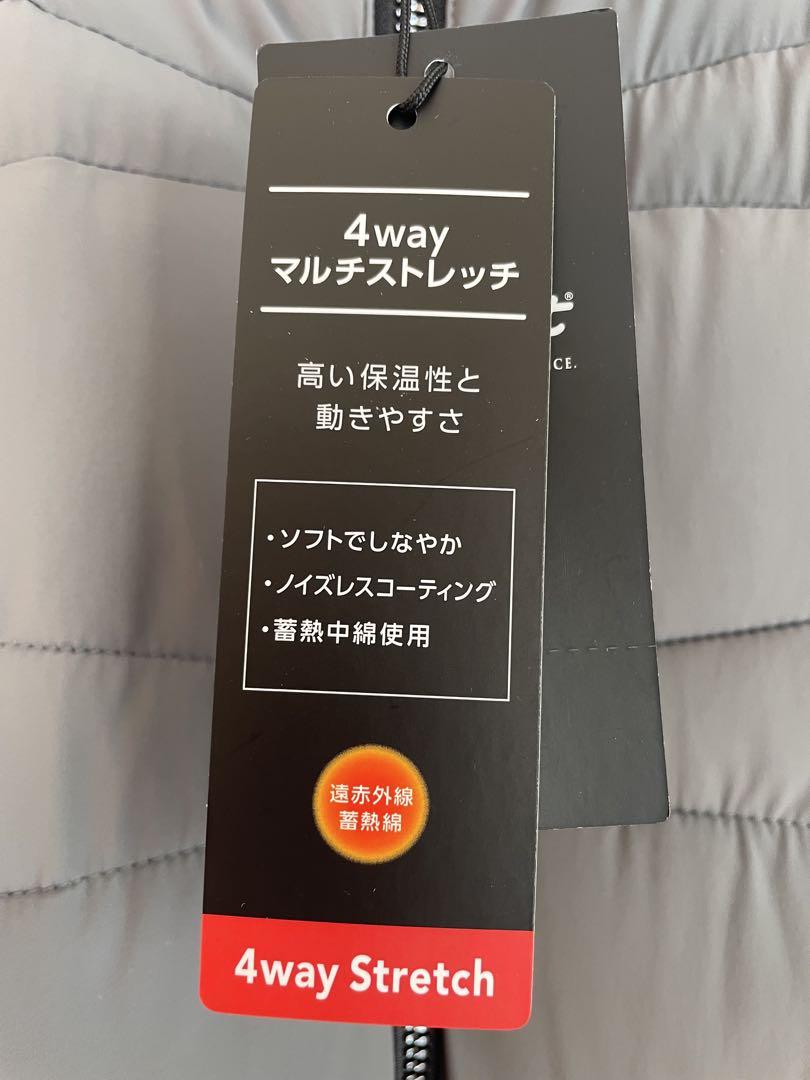 4way
マルチストレッチ
高い保温性と
動きやすさ
・ソフトでしなやか
・ノイズレスコーティング
・蓄熱中綿使用
遠赤外線
蓄熱綿
4way Stretch